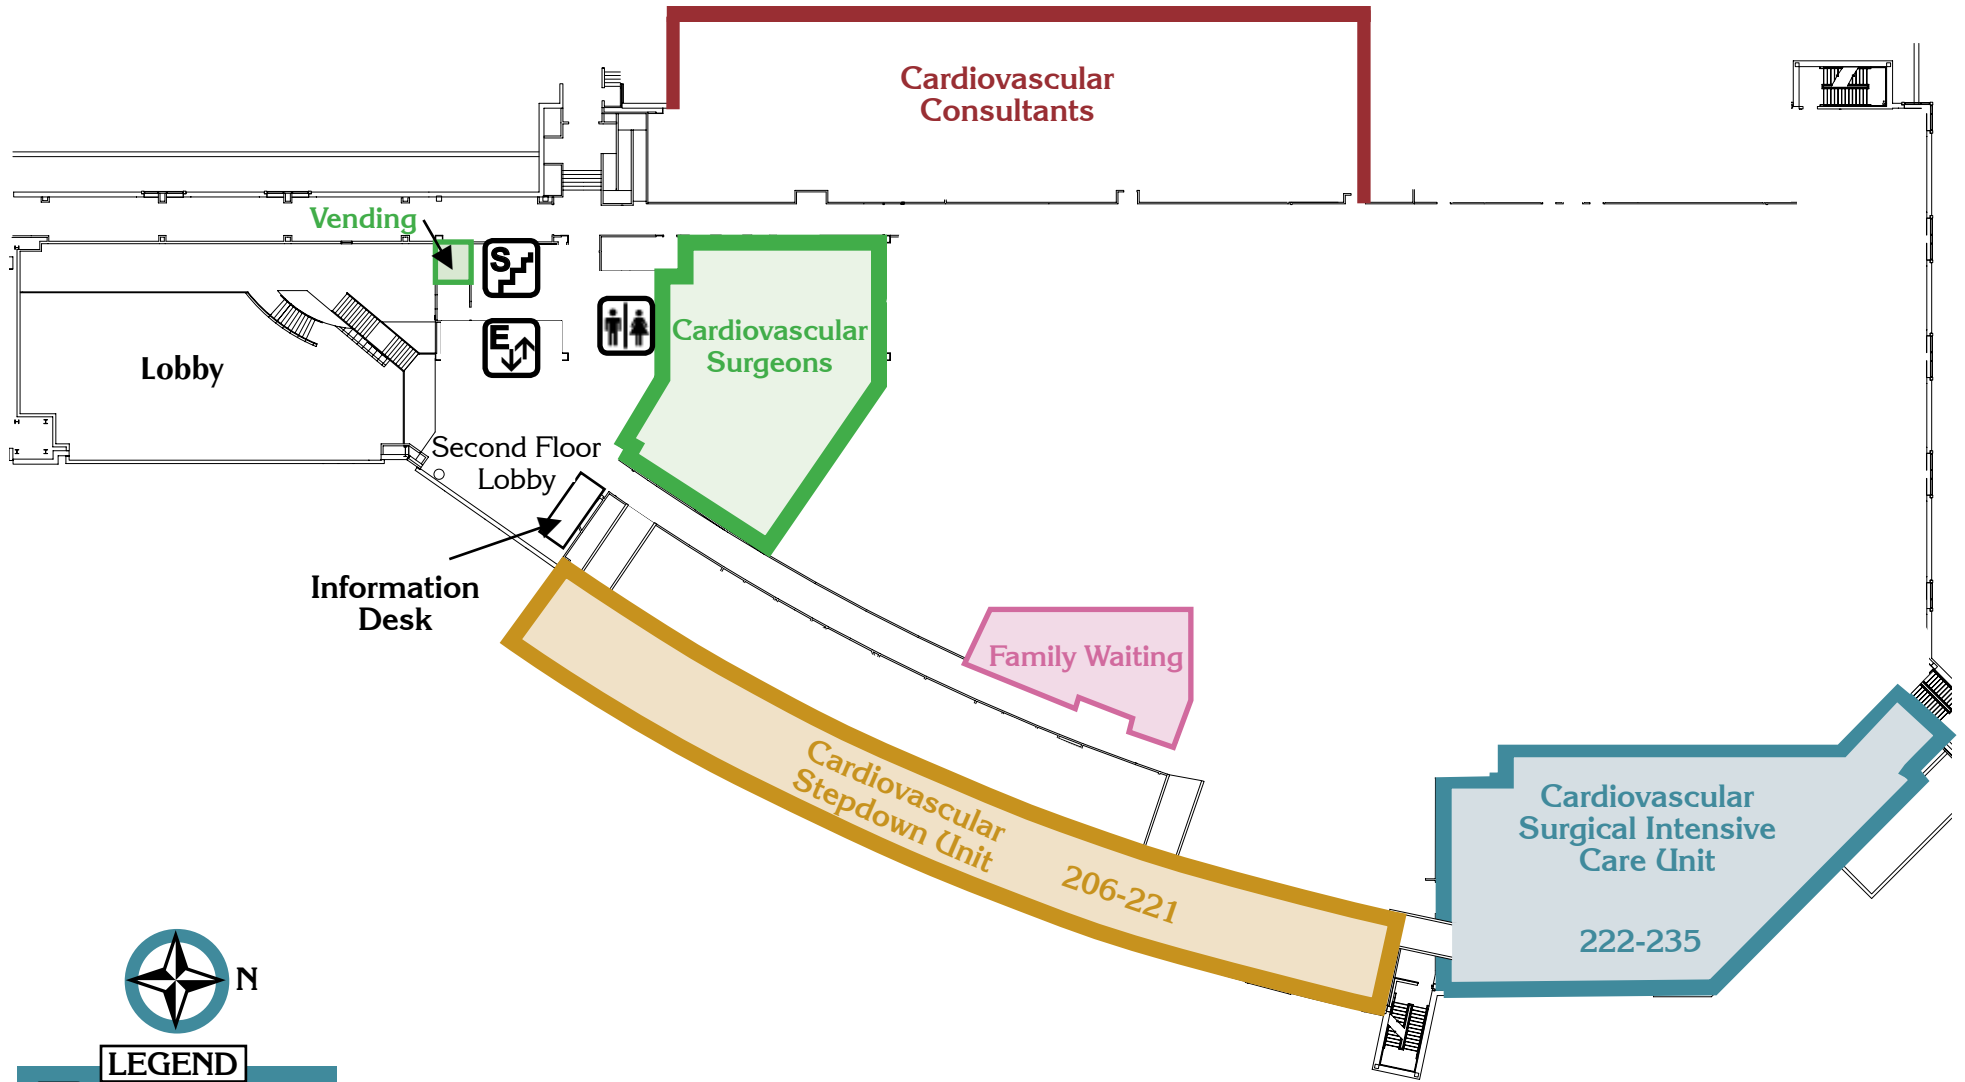 Cardiovascular
Consultants
Vending
S
E
Cardiovascular
Surgeons
Lobby
Second Floor
Lobby
Information
Desk
Family Waiting
Cardiovascular
Stepdown Unit
206-221
Cardiovascular
Surgical Intensive
Care Unit
222-235
N
LEGEND